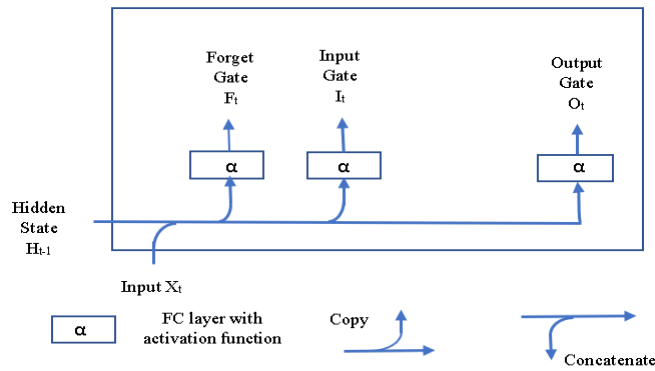 Forget
Gate
Ft
Input
Gate
It
Output
Gate
Ot
α
α
α
Hidden
State
Ht-1
Input Xt
α
FC layer with
activation function
Copy
Concatenate